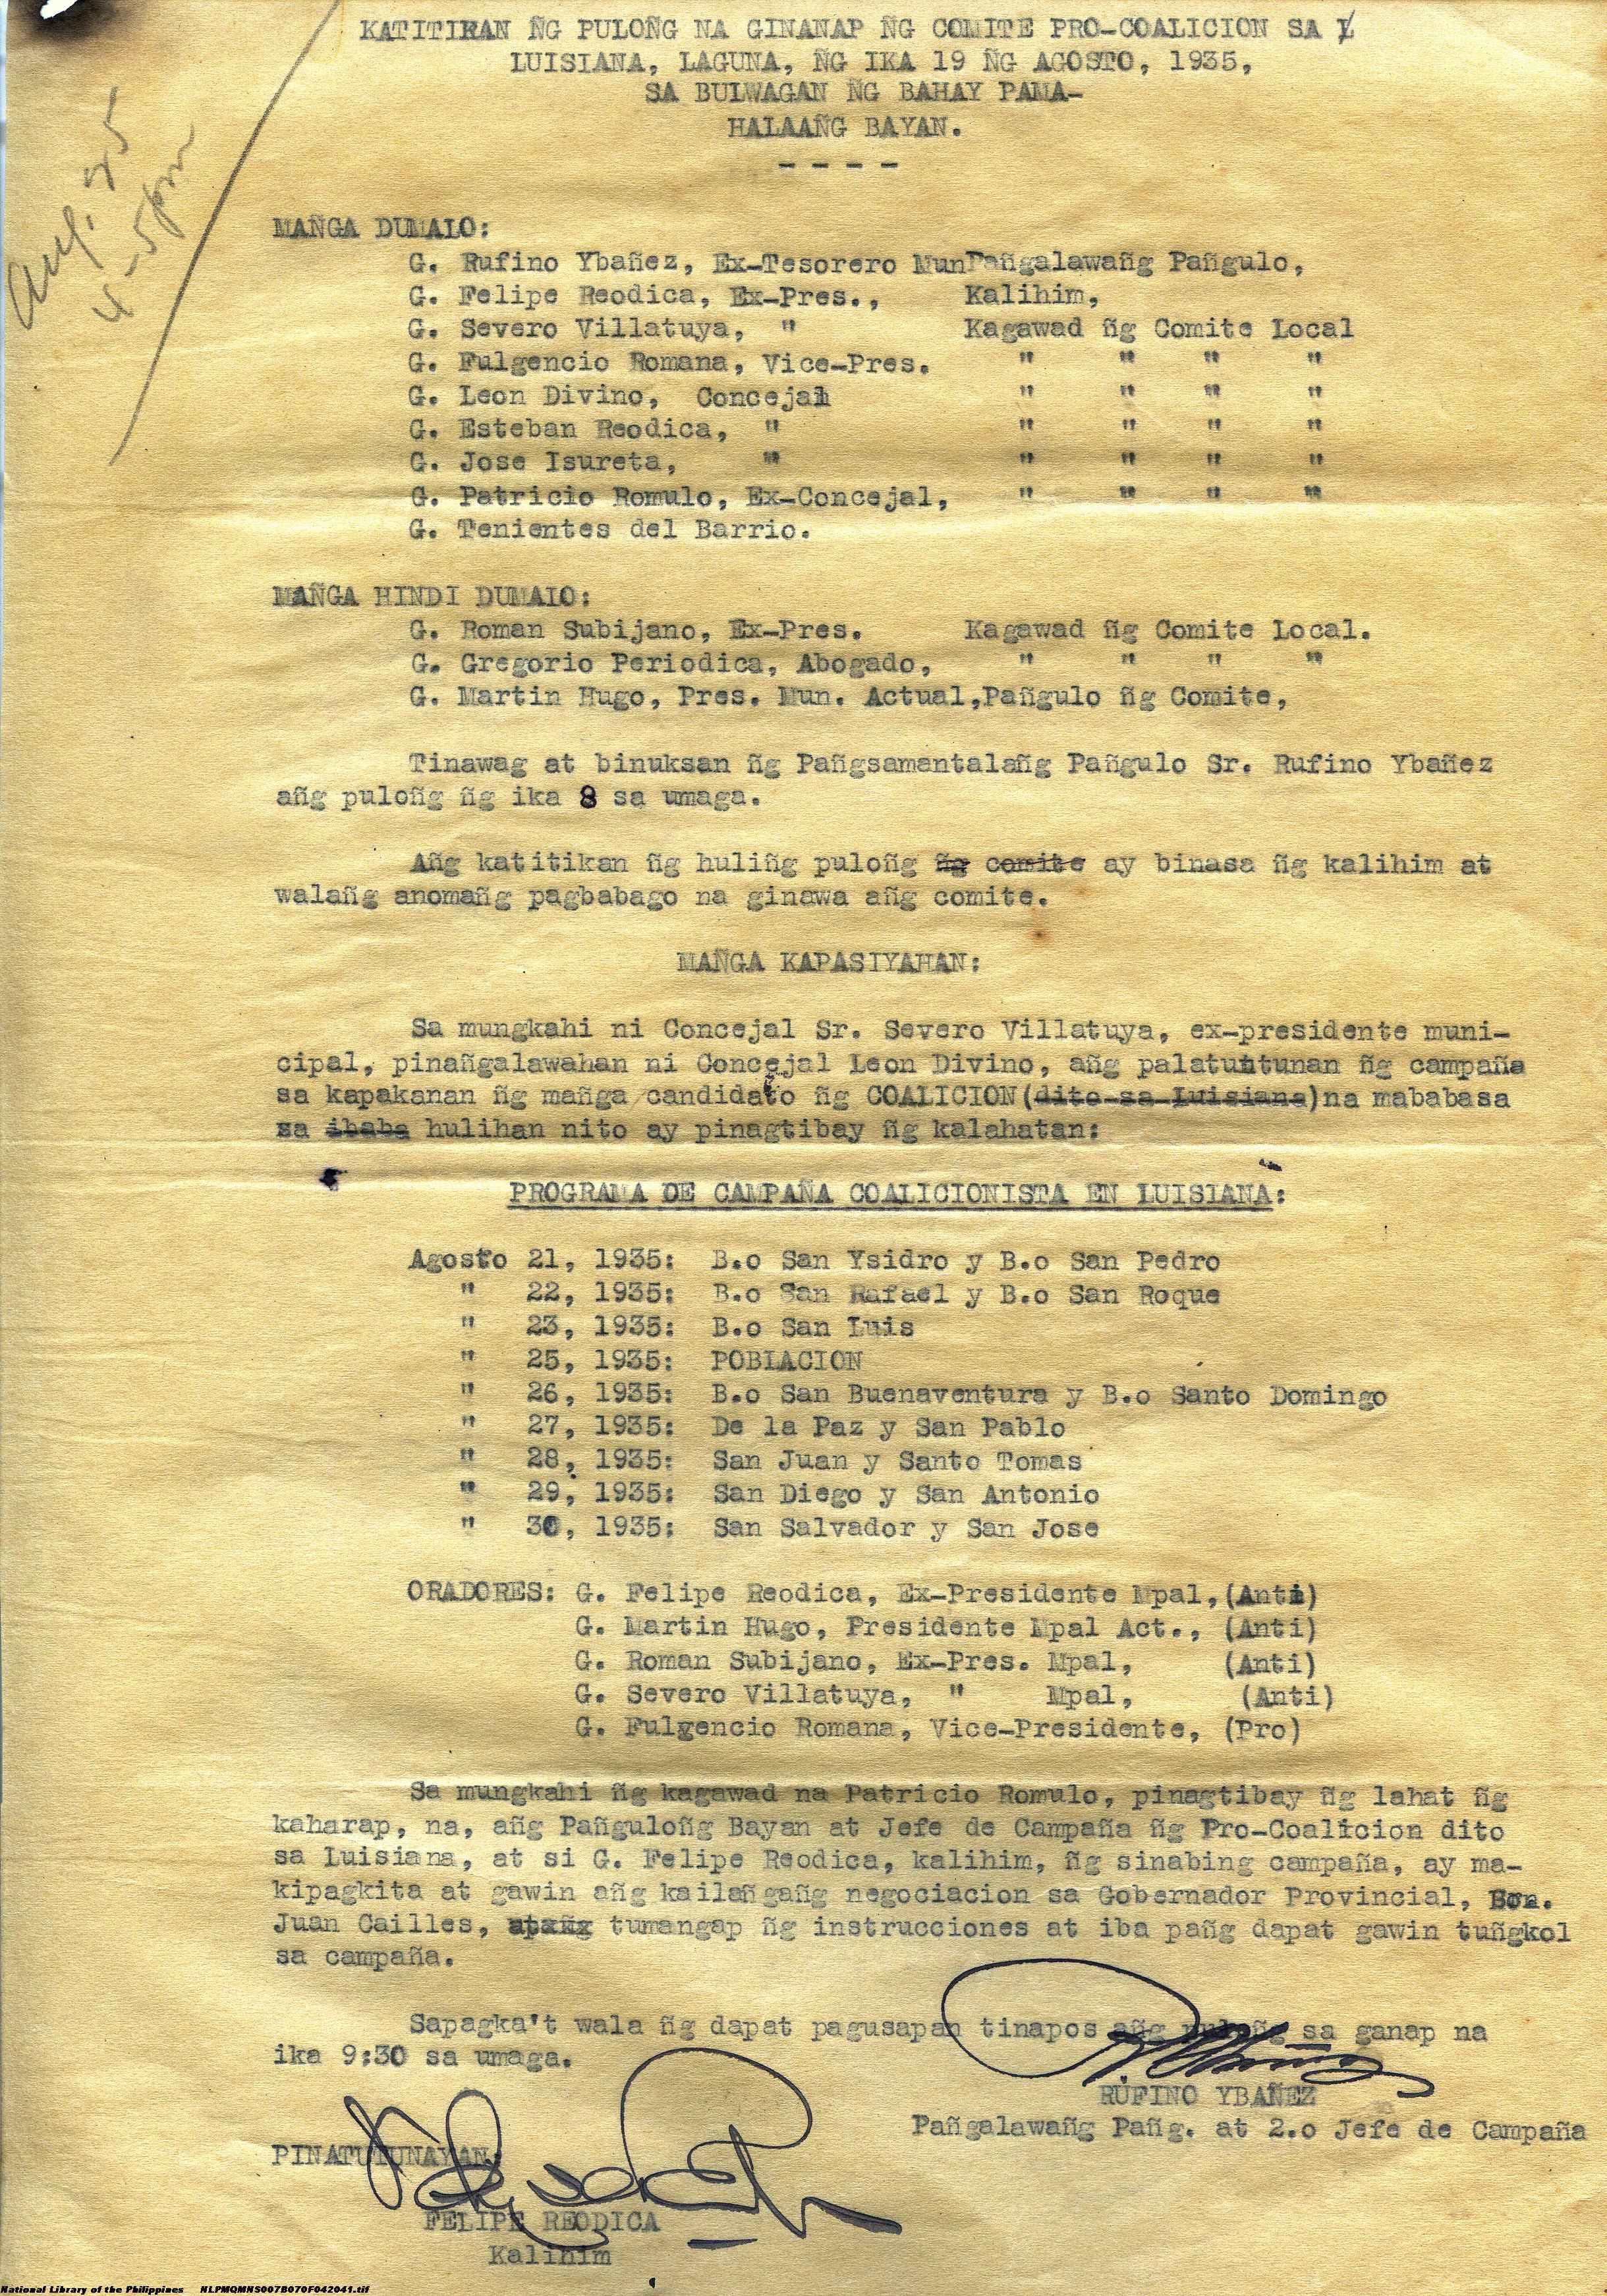 KATITIKAN ÑG PULOÑG NA GINANAP ÑG COMITE PRO-COALICION SA L
LUISIANA, LAGUNA, ÑG IKA 19 ÑG AGOSTO, 1935,
SA BULWAGAN ÑG BAHAY PAMA-
HALAAÑG BAYAN.
- - - -
Aug. 25
4-5pm
MAÑGA DUMALO:
G. Rufino Ybañez, Ex-Tesorero MunPañgalawañg Pañgulo,
G. Felipe Reodica, Ex-Pres., Kalihim,
G. Severo Villatuya, " Kagawad ñg Comite Local
G. Fulgencio Romana, Vice-Pres. " " " "
G. Leon Divino, Concejal " " " "
G. Esteban Reodica, " " " " "
G. Jose Isureta, " " " " "
G. Patricio Romulo, Ex-Concejal, " " " "
G. Tenientes del Barrio.
MAÑGA HINDI DUMALO:
G. Roman Subijano, Ex-Pres. Kagawad ñg Comite Local.
G. Gregorio Periodica, Abogado, " " " "
G. Martin Hugo, Pres. Mun. Actual,Pañgulo ñg Comite,
Tinawag at binuksan ñg Pañgsamantalañg Pañgulo Sr. Rufino Ybañez
añg puloñg ñg ika 8 sa umaga.
Añg katitikan ñg huliñg puloñg ñg comite ay binasa ñg kalihim at
walañg anomañg pagbabago na ginawa añg comite.
MAÑGA KAPASIYAHAN:
Sa mungkahi ni Concejal Sr. Severo Villatuya, ex-presidente muni-
cipal, pinañgalawahan ni Concejal Leon Divino, añg palatuntunan ñg campaña
sa kapakanan ñg mañga candidato ñg COALICION(dito sa Luisiana)na mababasa
sa ibaba hulihan nito ay pinagtibay ñg kalahatan:
PROGRAMA DE CAMPAÑA COALICIONISTA EN LUISIANA:
Agosto 21, 1935: B.o San Ysidro y B.o San Pedro
" 22, 1935: B.o San Rafael y B.o San Roque
" 23, 1935: B.o San Luis
" 25, 1935: POBLACION
" 26, 1935: B.o San Buenaventura y B.o Santo Domingo
" 27, 1935: De la Paz y San Pablo
" 28, 1935: San Juan y Santo Tomas
" 29, 1935: San Diego y San Antonio
" 30, 1935: San Salvador y San Jose
ORADORES: G. Felipe Reodica, Ex-Presidente Mpal,(Anti)
G. Martin Hugo, Presidente Mpal Act., (Anti)
G. Roman Subijano, Ex-Pres. Mpal, (Anti)
G. Severo Villatuya, " Mpal, (Anti)
G. Fulgencio Romana, Vice-Presidente, (Pro)
Sa mungkahi ñg kagawad na Patricio Romulo, pinagtibay ñg lahat ñg
kaharap, na, añg Pañguloñg Bayan at Jefe de Campaña ñg Pro-Coalicion dito
sa Luisiana, at si G. Felipe Reodica, kalihim, ñg sinabing campaña, ay ma-
kipagkita at gawin añg kailañgañg negociacion sa Gobernador Provincial, Hon.
Juan Cailles, tumangap ñg instrucciones at iba pañg dapat gawin tuñgkol
sa campaña.
Sapagka't wala ñg dapat pagusapan tinapos añg puloñg sa ganap na
ika 9:30 sa umaga.
RUFINO YBAÑEZ
Pañgalawañg Pañg. at 2.o Jefe de Campaña
PINATUTUNAYAN:
FELIPE REODICA
Kalihim
National Library of the Philippines NLPMQMNS007B070F042041.tif